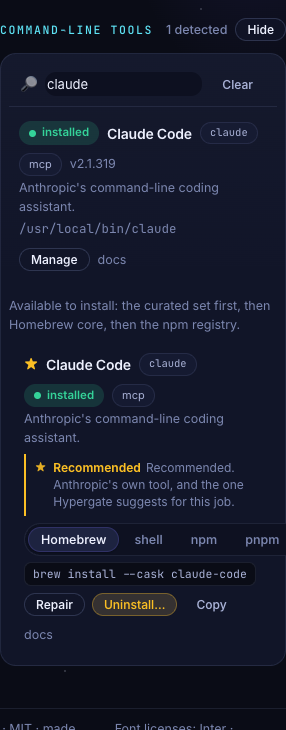 COMMAND-LINE TOOLS 1 detected Hide
claude Clear
installed Claude Code claude
mcp v2.1.319
Anthropic's command-line coding
assistant.
/usr/local/bin/claude
Manage docs
Available to install: the curated set first, then
Homebrew core, then the npm registry.
Claude Code claude
installed mcp
Anthropic's command-line coding
assistant.
Recommended Recommended.
Anthropic's own tool, and the one
Hypergate suggests for this job.
Homebrew shell npm pnpm
brew install --cask claude-code
Repair Uninstall... Copy
docs
· MIT · made Font licenses: Inter ·